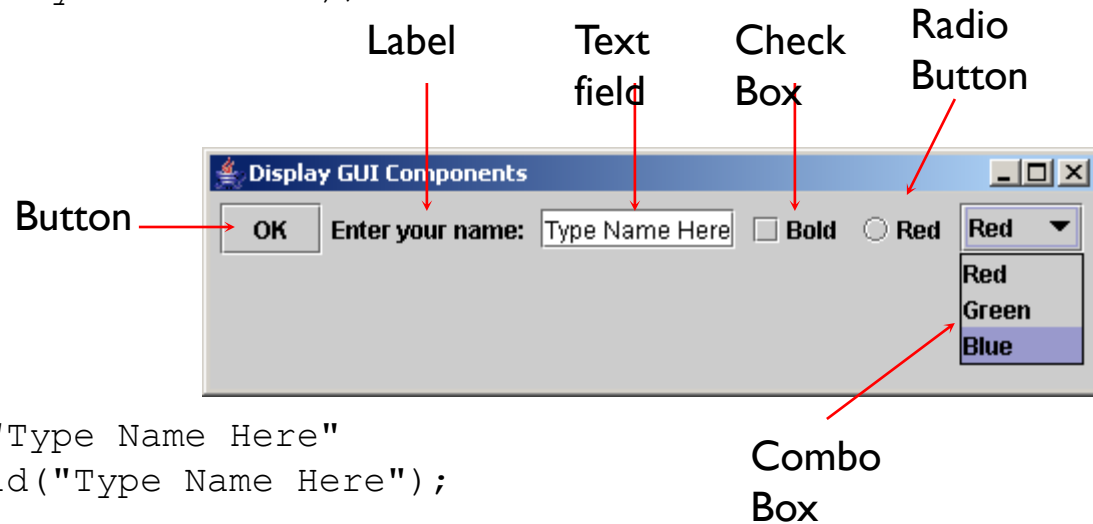 Label
Text
field
Check
Box
Radio
Button
Display GUI Components
Button
OK Enter your name: Type Name Here Bold Red Red
Red
Green
Blue
"Type Name Here"
("Type Name Here");
Combo
Box